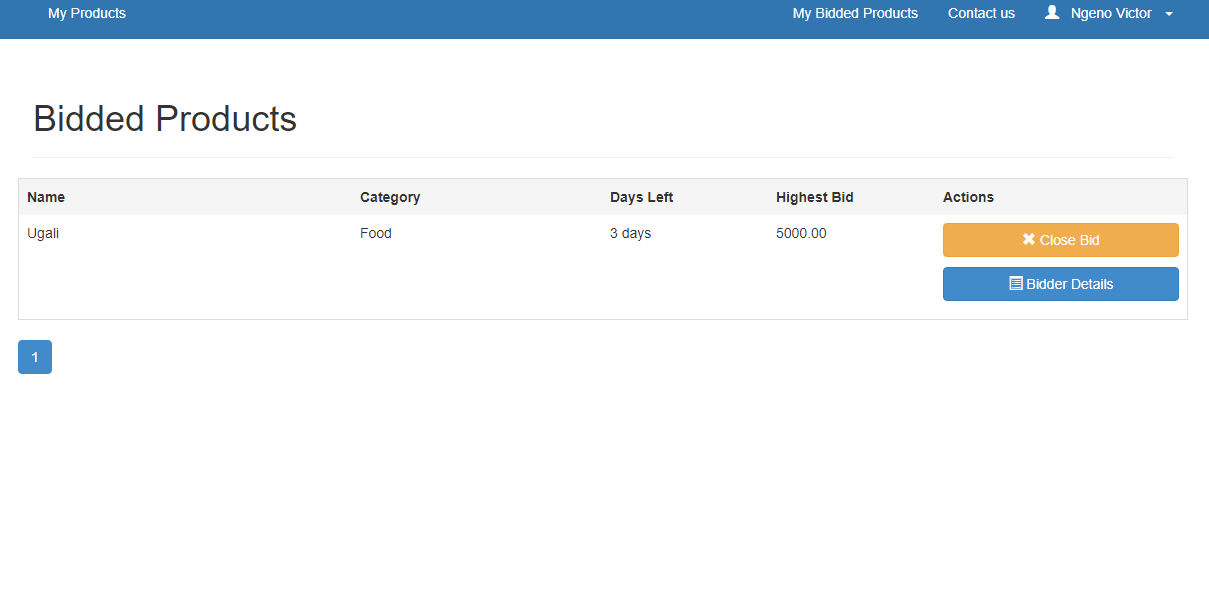 My Products My Bidded Products Contact us Ngeno Victor
Bidded Products
Name Category Days Left Highest Bid Actions
Ugali Food 3 days 5000.00 Close Bid
Bidder Details
1